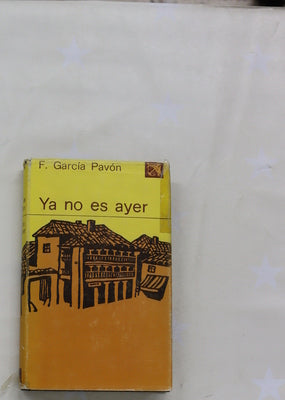 F. García Pavón
Ya no es ayer